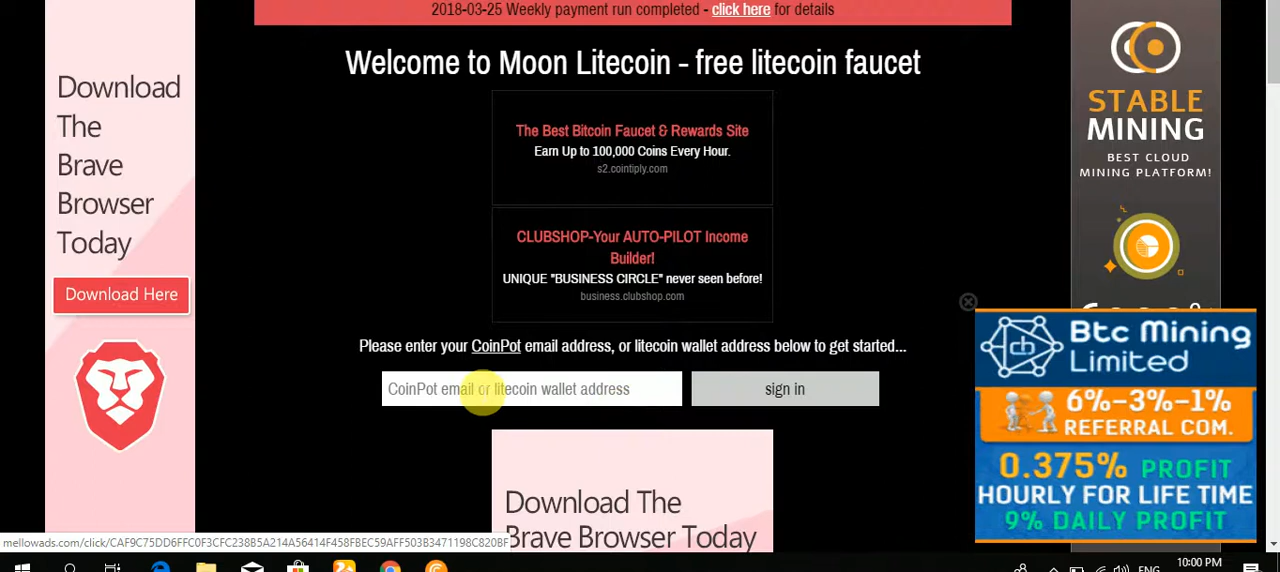 2018-03-25 Weekly payment run completed - click here for details
Welcome to Moon Litecoin - free litecoin faucet
Download
The
Brave
Browser
Today
Download Here
The Best Bitcoin Faucet & Rewards Site
Earn Up to 100,000 Coins Every Hour.
s2.cointiply.com
CLUBSHOP-Your AUTO-PILOT Income
Builder!
UNIQUE "BUSINESS CIRCLE" never seen before!
business.clubshop.com
Please enter your CoinPot email address, or litecoin wallet address below to get started...
CoinPot email or litecoin wallet address
sign in
Download The
Brave Browser Today
STABLE
MINING
BEST CLOUD
MINING PLATFORM!
Btc Mining
Limited
6%-3%-1%
REFERRAL COM.
0.375% PROFIT
HOURLY FOR LIFE TIME
9% DAILY PROFIT
mellowads.com/click/CAF9C75DD6FFC0F3CFC238B5A214A56414F458FBEC59AFF503B3471198C820BF
10:00 PM
ENG